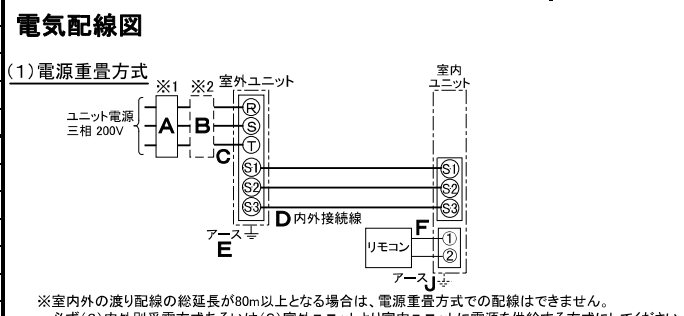 電気配線図
(1)電源重畳方式
※1 ※2 室外ユニット
室内
ユニット
ユニット電源
三相 200V
A
B
C
R
S
T
S1
S2
S3
S1
S2
S3
D 内外接続線
アース
E
リモコン
F
①
②
アース J
※室内外の渡り配線の総延長が80m以上となる場合は、電源重畳方式での配線はできません。